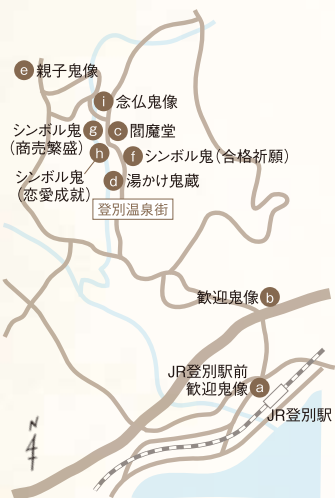 e 親子鬼像
i 念仏鬼像
シンボル鬼 g c 閻魔堂
(商売繁盛)
h f シンボル鬼(合格祈願)
シンボル鬼
(恋愛成就)
d 湯かけ鬼蔵
登別温泉街
歓迎鬼像 b
JR登別駅前
歓迎鬼像 a
JR登別駅
N